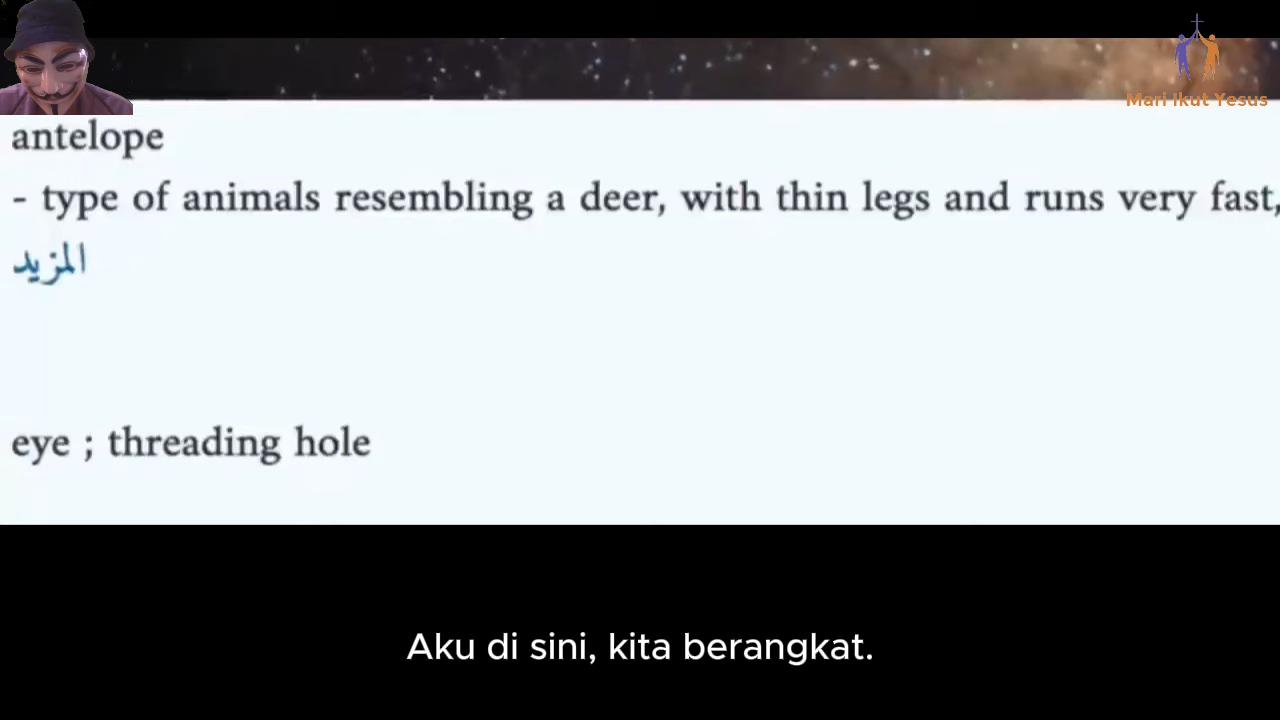 Mari Ikut Yesus
antelope
- type of animals resembling a deer, with thin legs and runs very fast,
المزيد
eye ; threading hole
Aku di sini, kita berangkat.